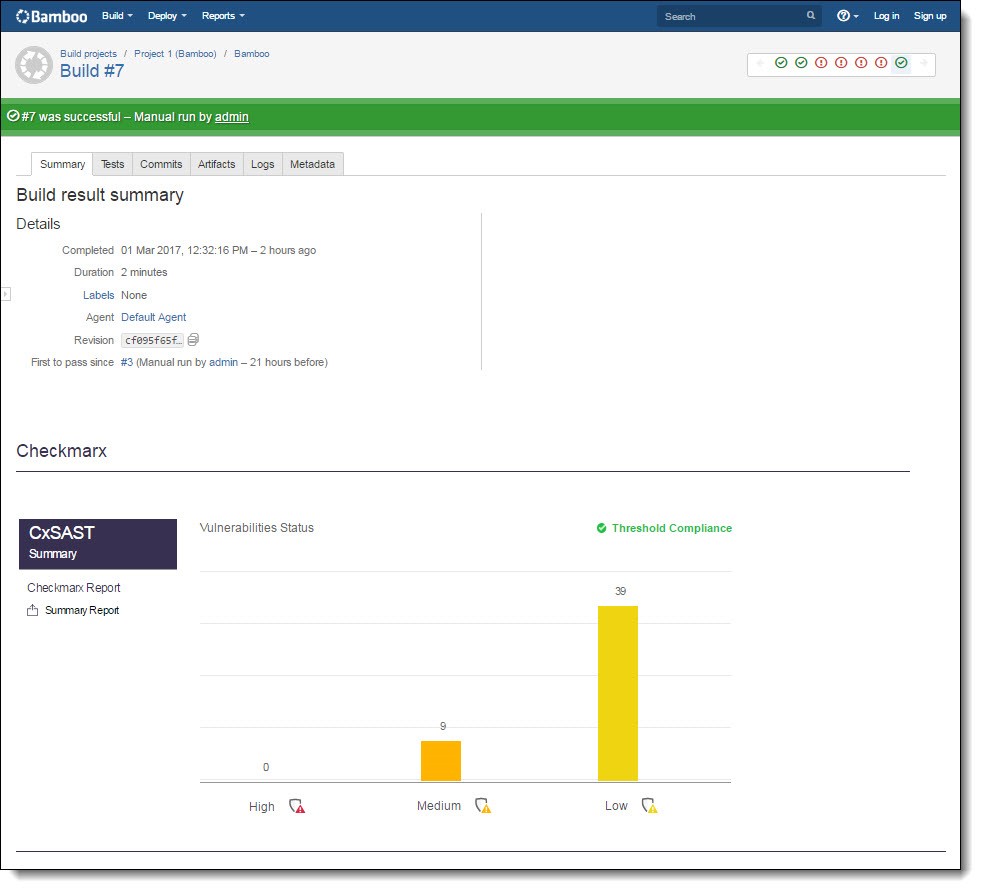 Bamboo Build Deploy Reports Search Log in Sign up
Build projects / Project 1 (Bamboo) / Bamboo
Build #7
#7 was successful – Manual run by admin
Summary Tests Commits Artifacts Logs Metadata
Build result summary
Details
Completed 01 Mar 2017, 12:32:16 PM – 2 hours ago
Duration 2 minutes
Labels None
Agent Default Agent
Revision cf095f65f…
First to pass since #3 (Manual run by admin – 21 hours before)
Checkmarx
CxSAST
Summary
Checkmarx Report
Summary Report
Vulnerabilities Status Threshold Compliance
39
9
0
High Medium Low